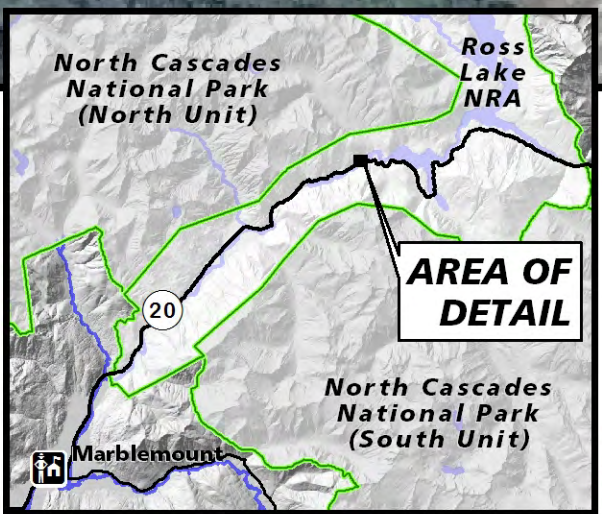 North Cascades
National Park
(North Unit)
Ross
Lake
NRA
AREA OF
DETAIL
20
North Cascades
National Park
(South Unit)
Marblemount